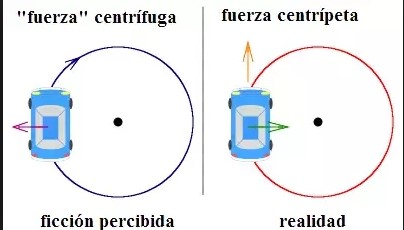 "fuerza" centrífuga
fuerza centrípeta
ficción percibida
realidad